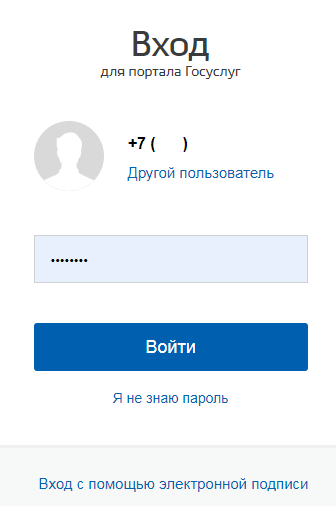 Вход
для портала Госуслуг
+7 ( )
Другой пользователь
••••••••
Войти
Я не знаю пароль
Вход с помощью электронной подписи